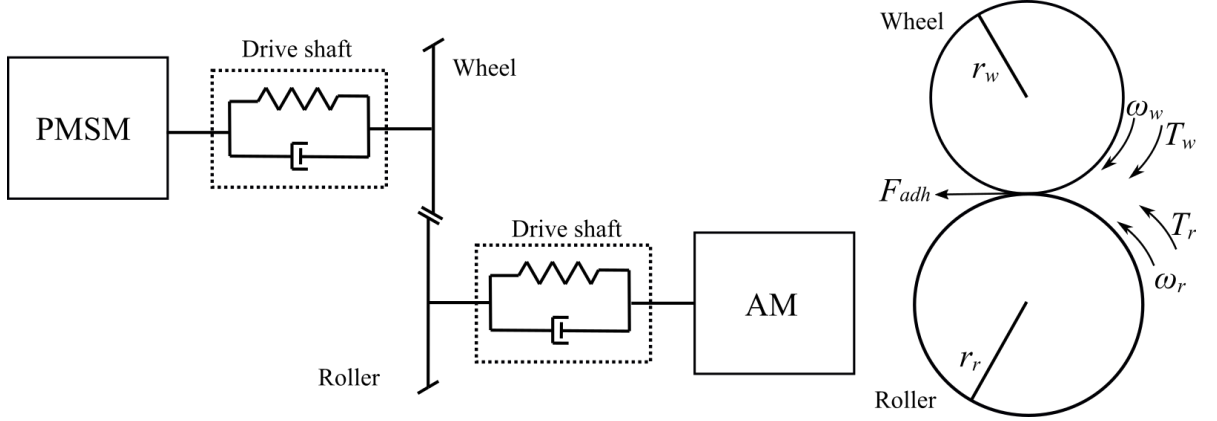 Drive shaft
Wheel
PMSM
Drive shaft
AM
Roller
Wheel
r_w
ω_w
T_w
F_adh
T_r
ω_r
r_r
Roller